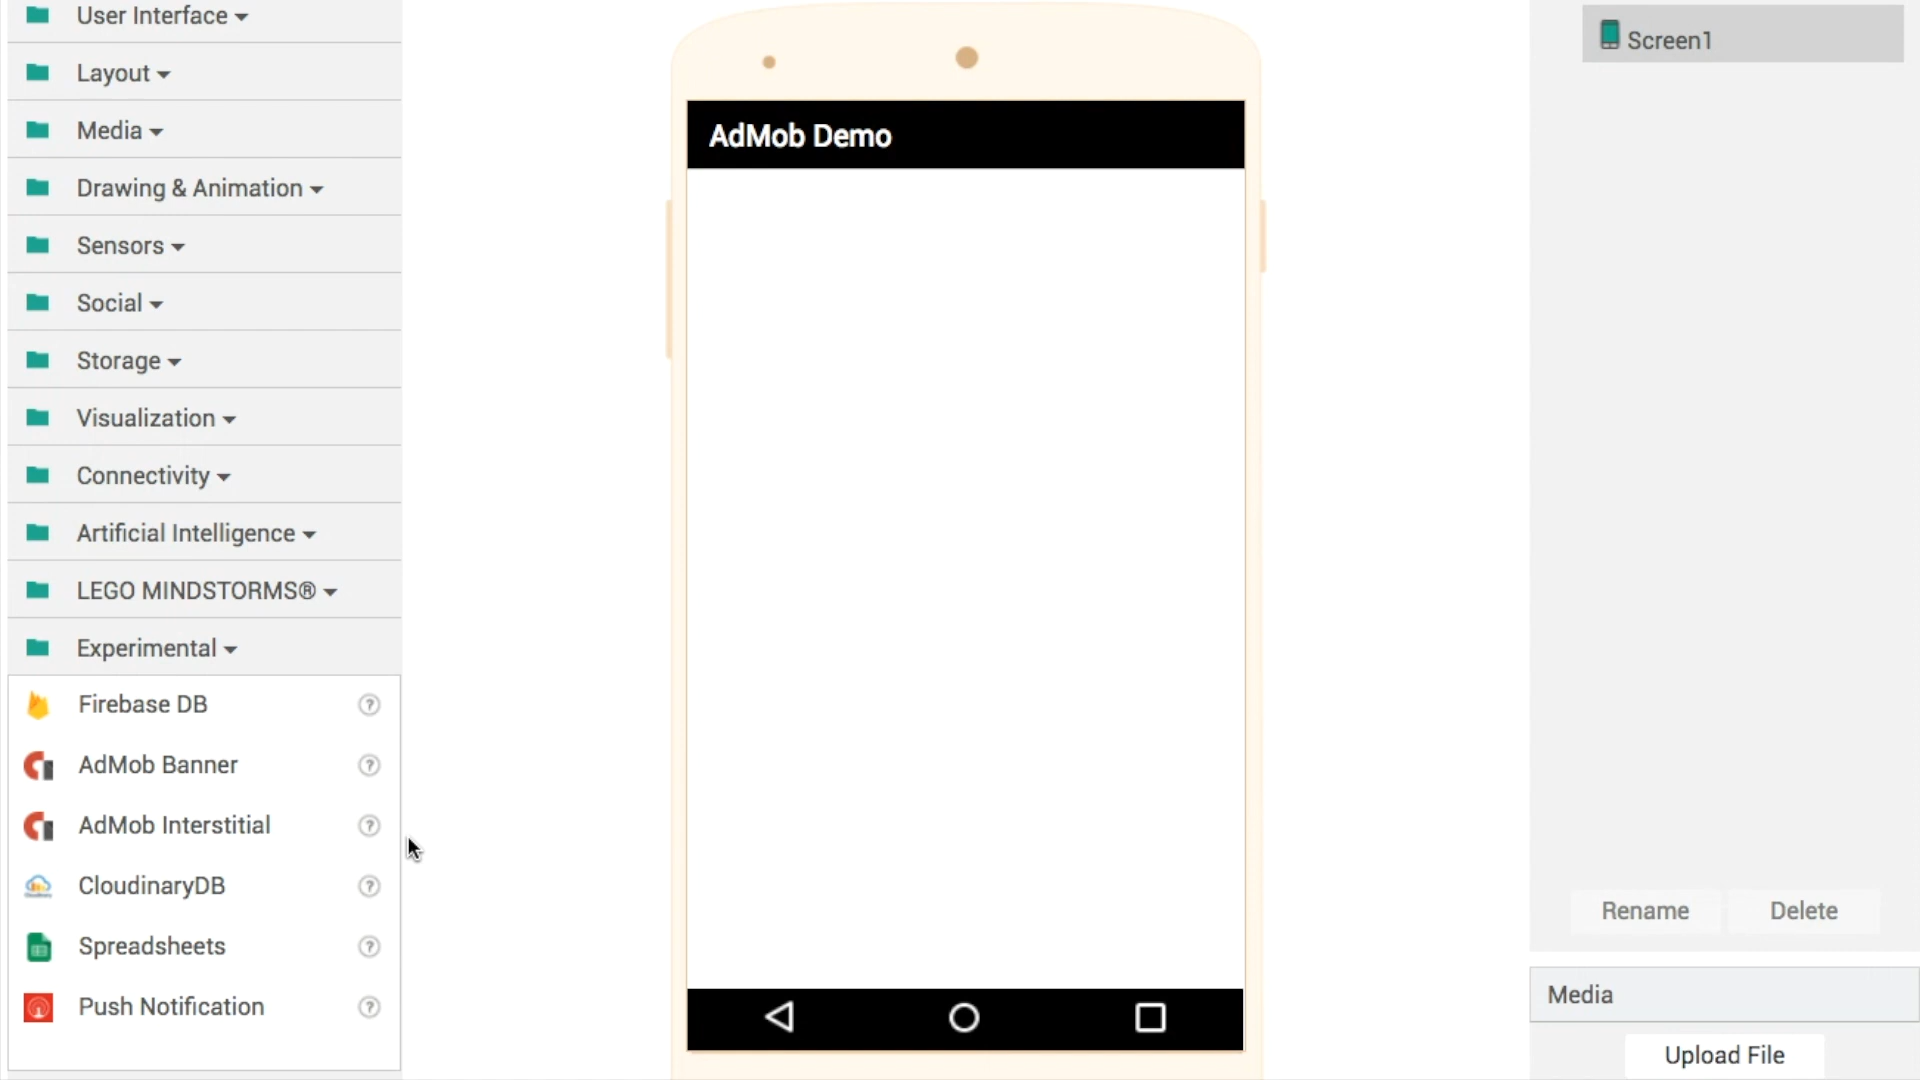 User Interface
Layout
Media
Drawing & Animation
Sensors
Social
Storage
Visualization
Connectivity
Artificial Intelligence
LEGO MINDSTORMS®
Experimental
Firebase DB ?
AdMob Banner ?
AdMob Interstitial ?
CloudinaryDB ?
Spreadsheets ?
Push Notification ?
AdMob Demo
Screen1
Rename Delete
Media
Upload File